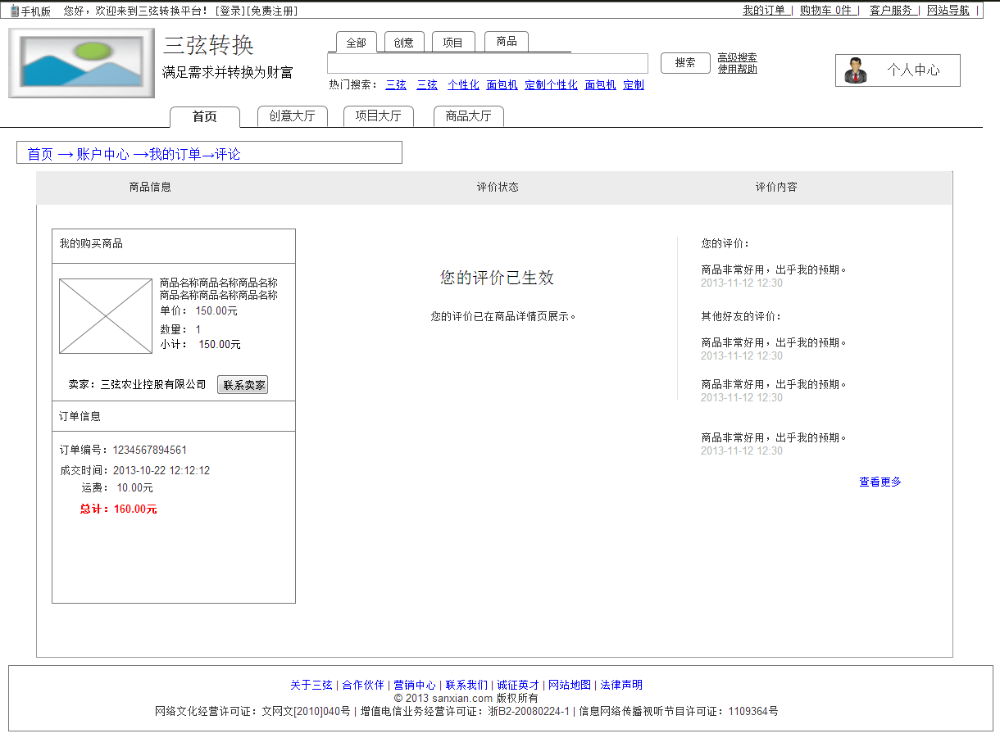 手机版 您好，欢迎来到三弦转换平台！ [登录][免费注册] 我的订单 | 购物车 0件 | 客户服务 | 网站导航 |
三弦转换
满足需求并转换为财富
全部 创意 项目 商品
搜索
高级搜索
使用帮助
个人中心
热门搜索： 三弦 三弦 个性化 面包机 定制个性化 面包机 定制
首页 创意大厅 项目大厅 商品大厅
首页 → 账户中心 →我的订单→评论
商品信息 评价状态 评价内容
我的购买商品
商品名称商品名称商品名称
商品名称商品名称商品名称
单价： 150.00元
数量： 1
小计： 150.00元
卖家：三弦农业控股有限公司 联系卖家
订单信息
订单编号：1234567894561
成交时间：2013-10-22 12:12:12
运费： 10.00元
总计：160.00元
您的评价已生效
您的评价已在商品详情页展示。
您的评价：
商品非常好用，出乎我的预期。
2013-11-12 12:30
其他好友的评价：
商品非常好用，出乎我的预期。
2013-11-12 12:30
商品非常好用，出乎我的预期。
2013-11-12 12:30
商品非常好用，出乎我的预期。
2013-11-12 12:30
查看更多
关于三弦 | 合作伙伴 | 营销中心 | 联系我们 | 诚征英才 | 网站地图 | 法律声明
© 2013 sanxian.com 版权所有
网络文化经营许可证：文网文[2010]040号 | 增值电信业务经营许可证：浙B2-20080224-1 | 信息网络传播视听节目许可证：1109364号